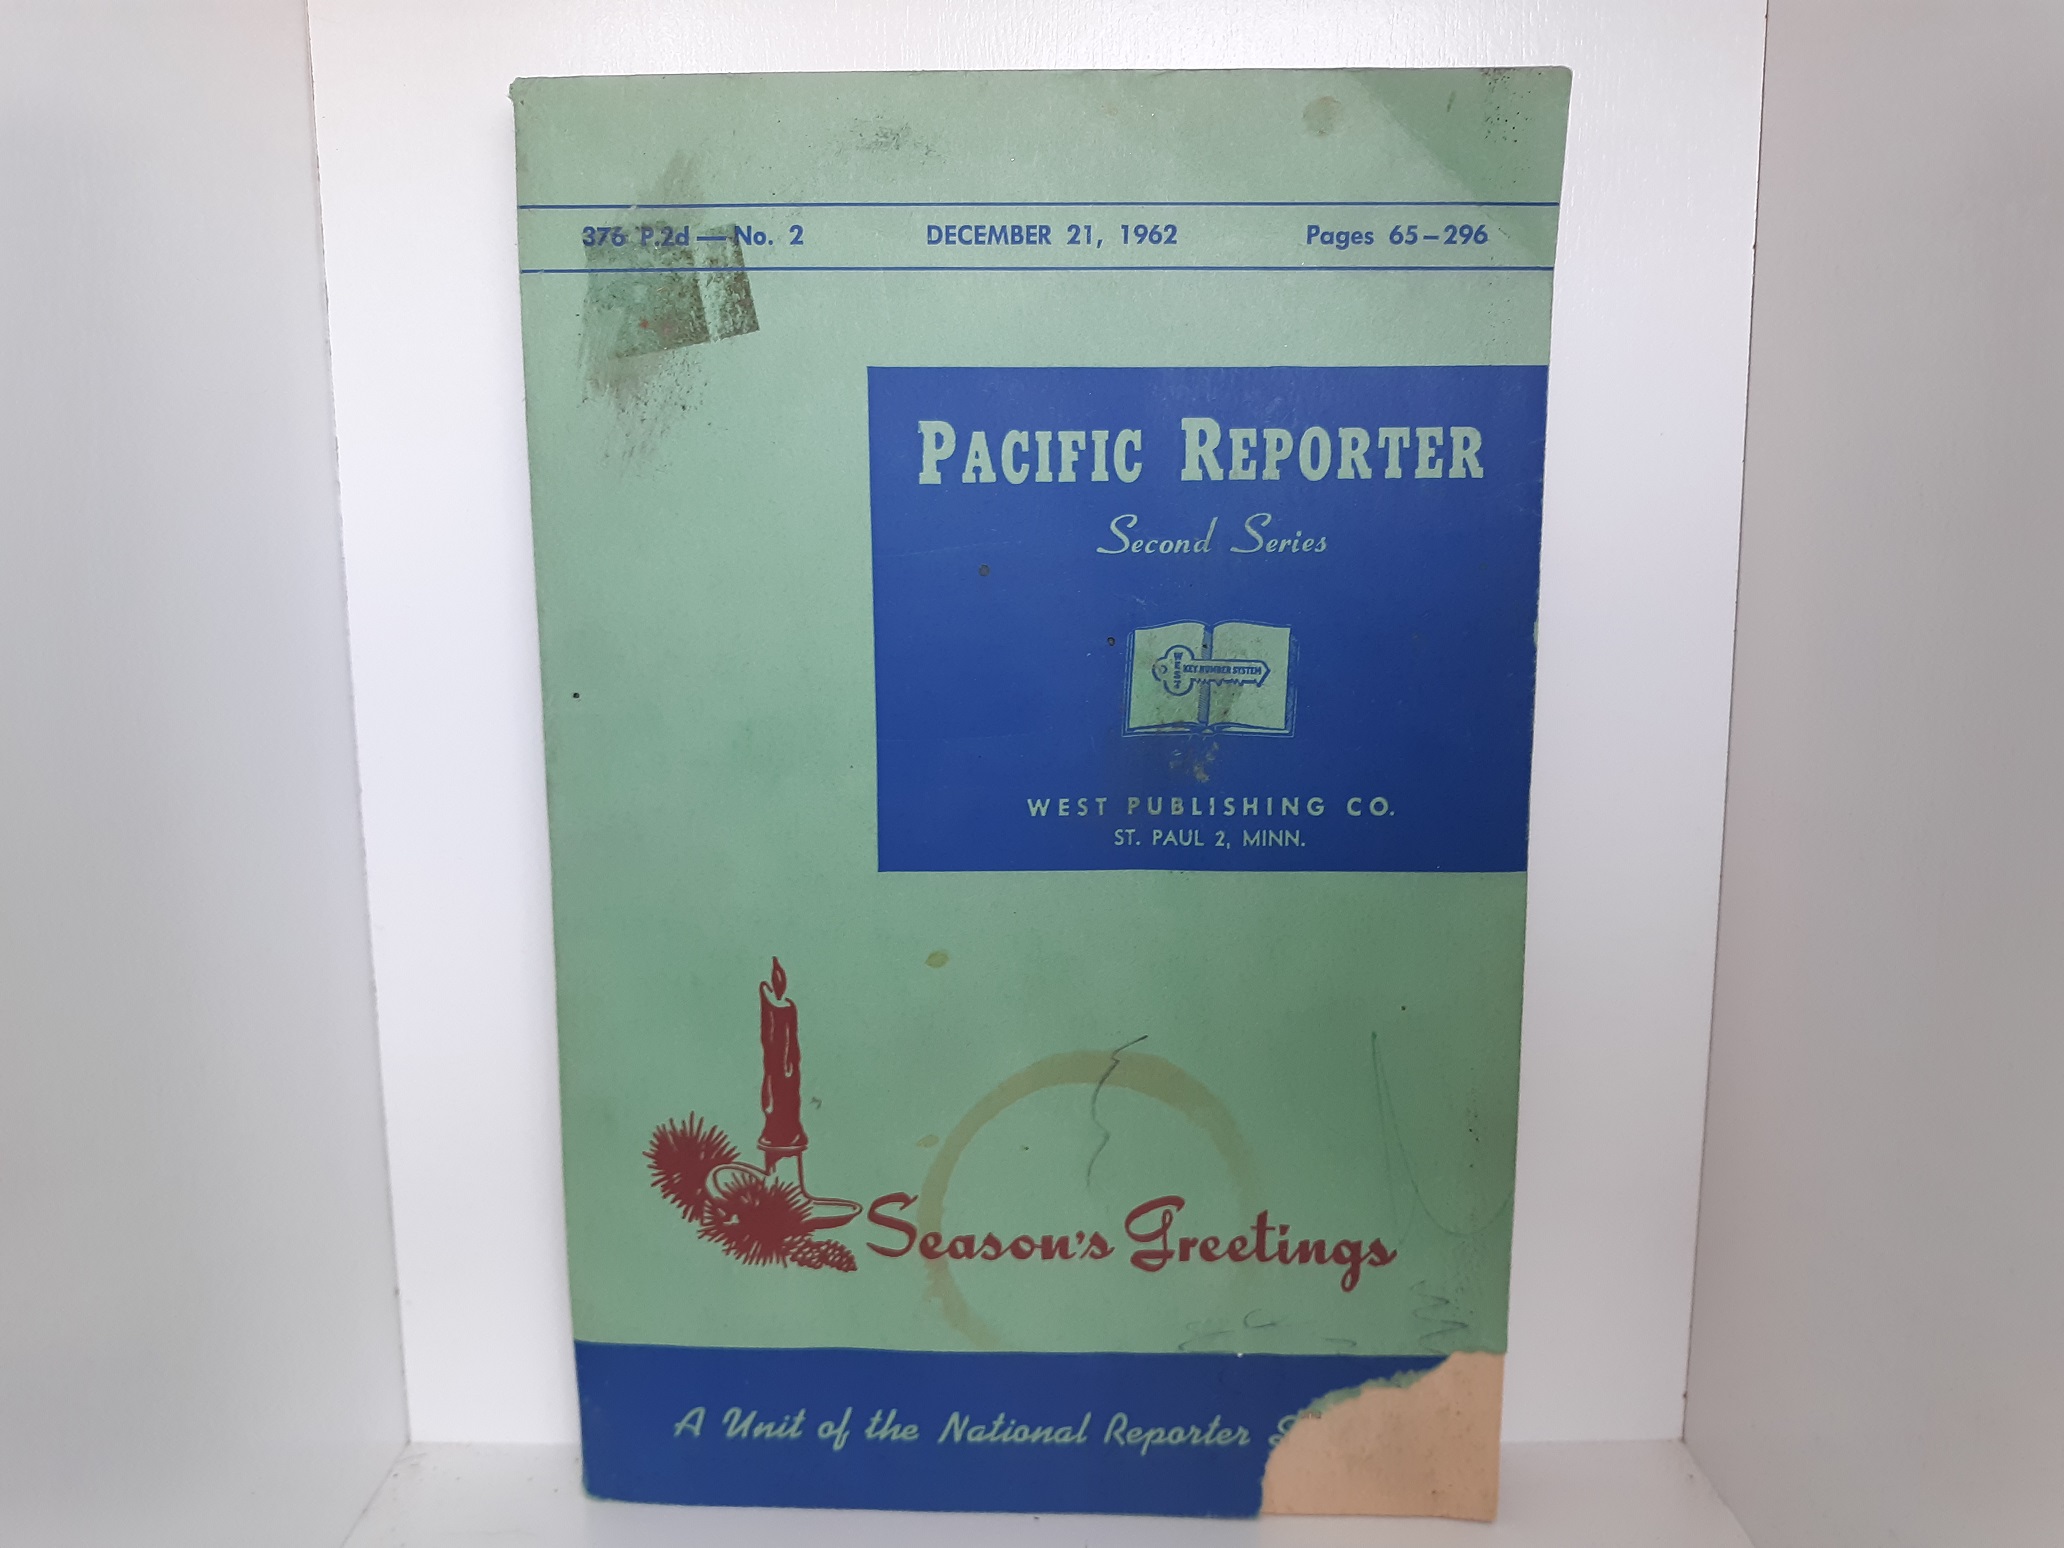 376 P.2d — No. 2 DECEMBER 21, 1962 Pages 65–296
PACIFIC REPORTER
Second Series
WEST
KEY NUMBER SYSTEM
WEST PUBLISHING CO.
ST. PAUL 2, MINN.
Season's Greetings
A Unit of the National Reporter S